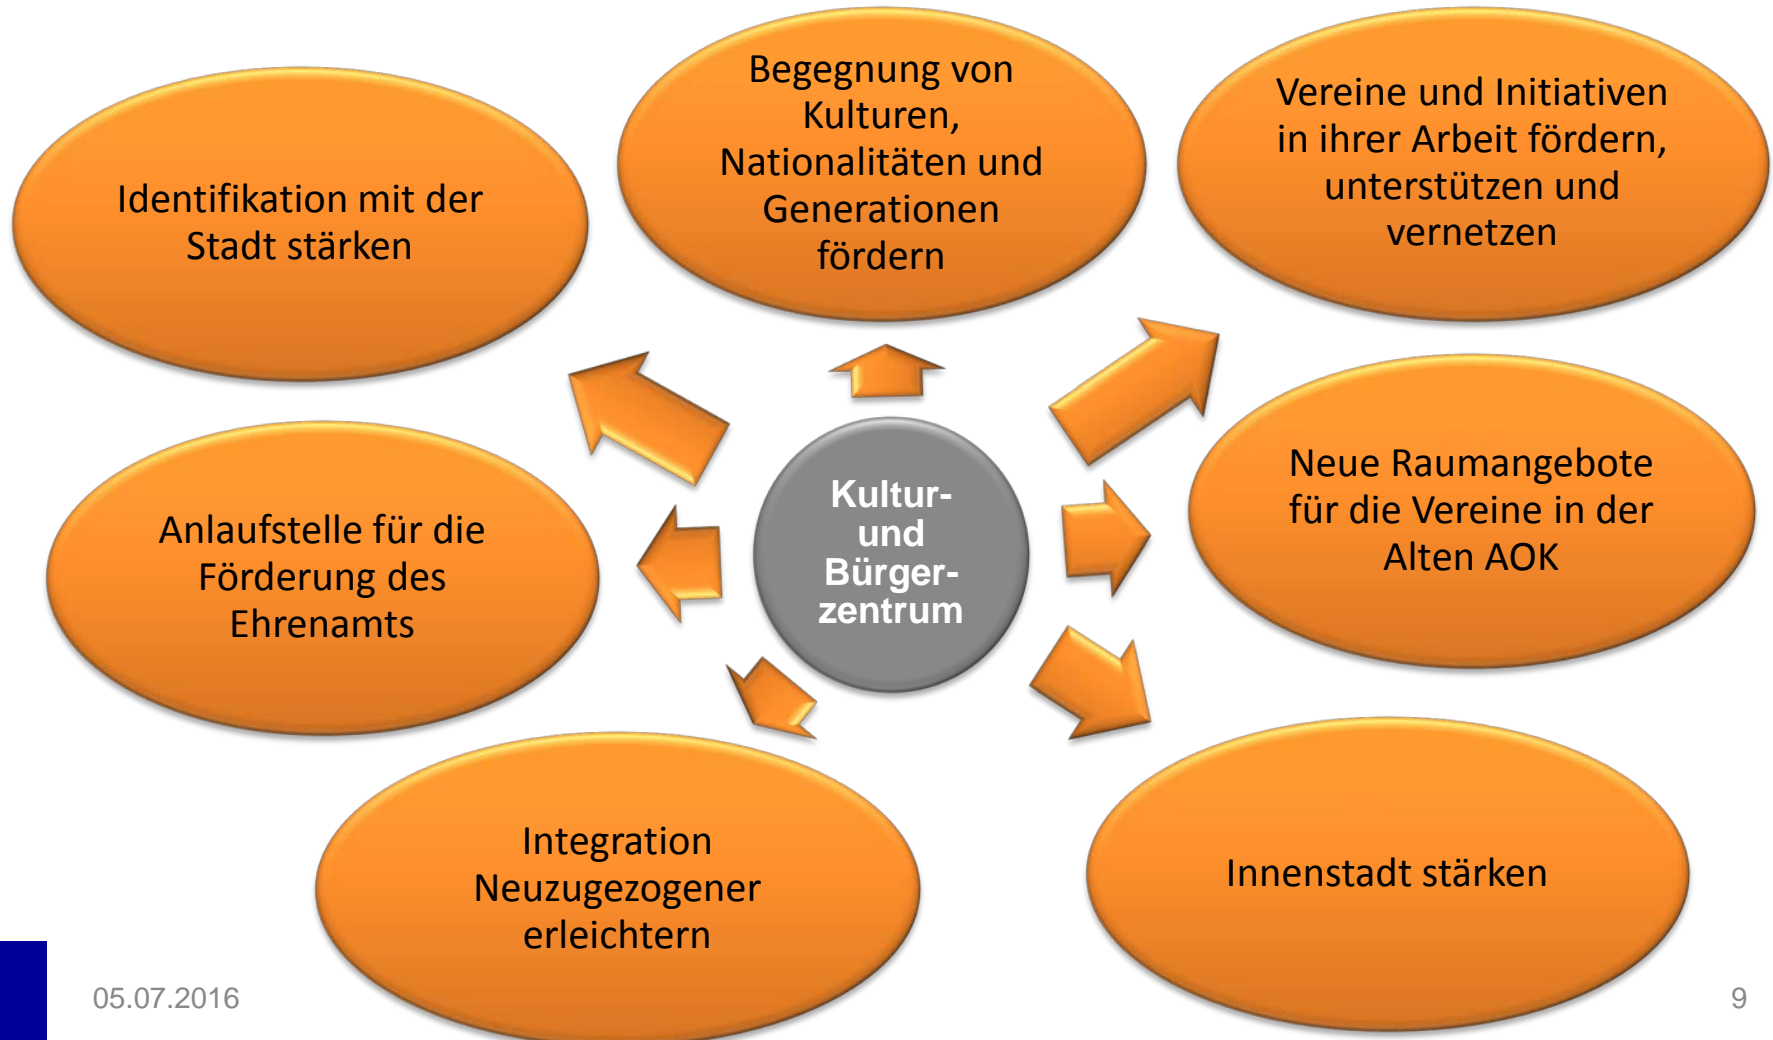 Begegnung von
Kulturen,
Nationalitäten und
Generationen
fördern
Vereine und Initiativen
in ihrer Arbeit fördern,
unterstützen und
vernetzen
Identifikation mit der
Stadt stärken
Neue Raumangebote
für die Vereine in der
Alten AOK
Kultur-
und
Bürger-
zentrum
Anlaufstelle für die
Förderung des
Ehrenamts
Integration
Neuzugezogener
erleichtern
Innenstadt stärken
05.07.2016
9